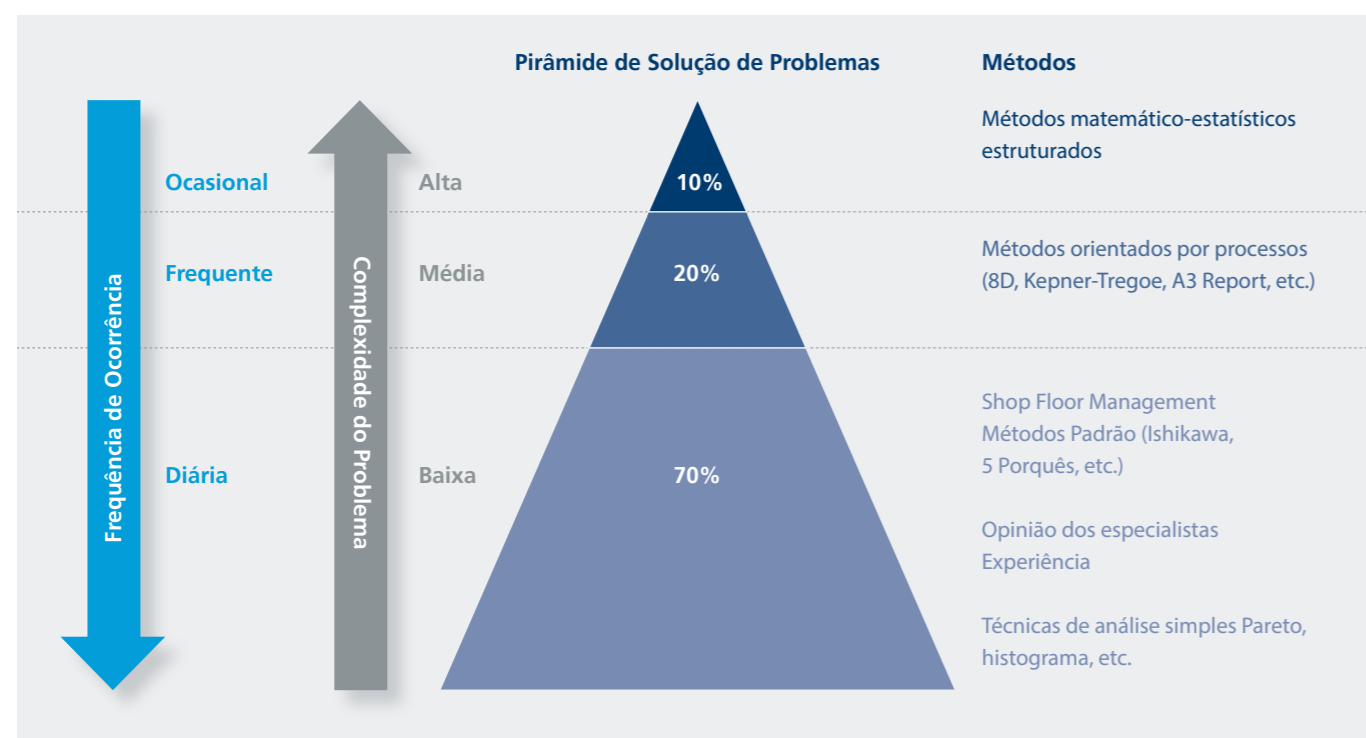 Pirâmide de Solução de Problemas
Métodos
Métodos matemático-estatísticos
estruturados
Ocasional
Alta
10%
Frequente
Média
20%
Métodos orientados por processos
(8D, Kepner-Tregoe, A3 Report, etc.)
Frequência de Ocorrência
Complexidade do Problema
Diária
Baixa
70%
Shop Floor Management
Métodos Padrão (Ishikawa,
5 Porquês, etc.)
Opinião dos especialistas
Experiência
Técnicas de análise simples Pareto,
histograma, etc.